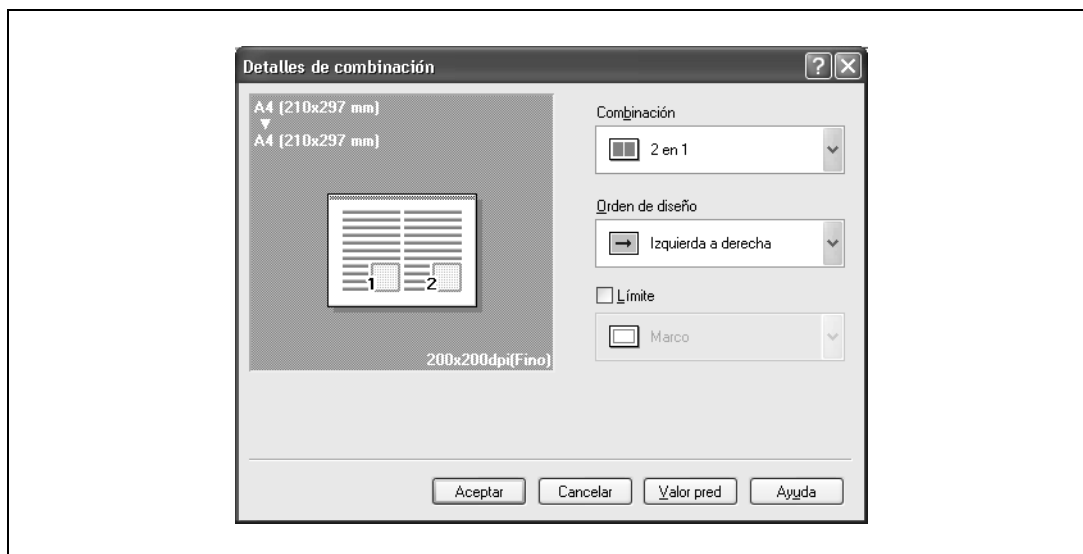 Detalles de combinación
A4 (210x297 mm)
A4 (210x297 mm)
1 2
200x200dpi(Fino)
Combinación
2 en 1
Orden de diseño
Izquierda a derecha
Límite
Marco
Aceptar Cancelar Valor pred Ayuda